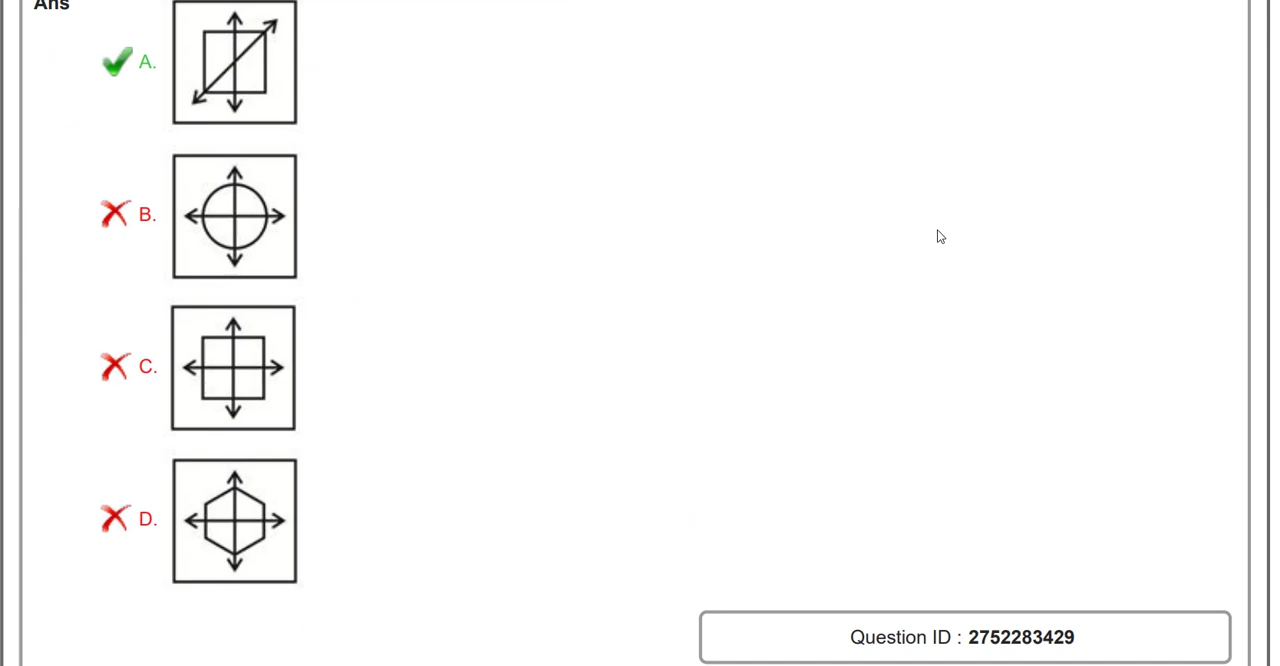 Ans
A.
B.
C.
D.
Question ID : 2752283429